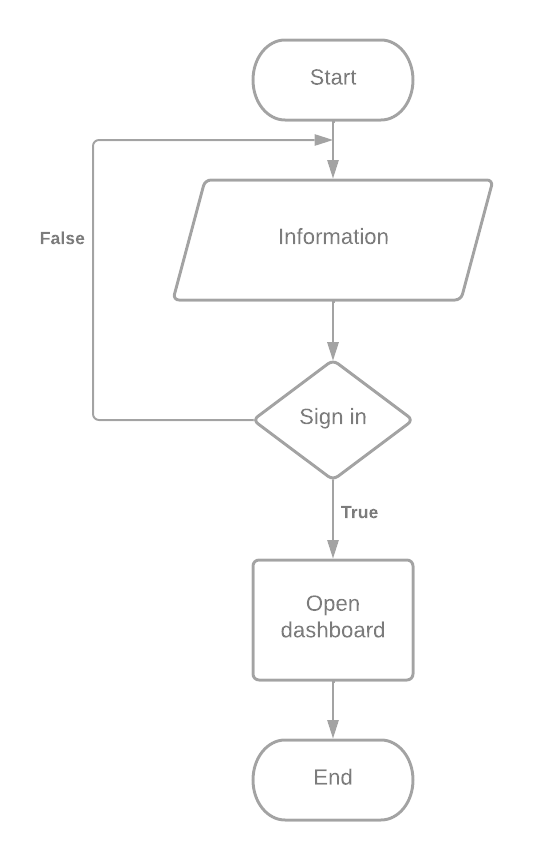 Start
False
Information
Sign in
True
Open
dashboard
End